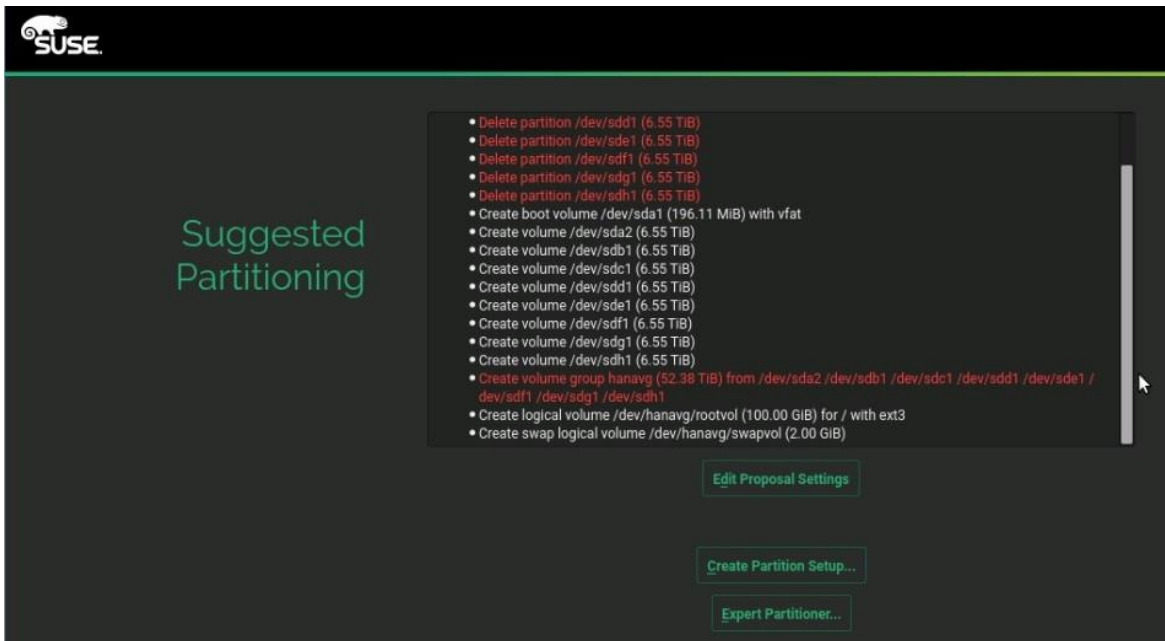 SUSE.
• Delete partition /dev/sdd1 (6.55 TiB)
• Delete partition /dev/sde1 (6.55 TiB)
• Delete partition /dev/sdf1 (6.55 TiB)
• Delete partition /dev/sdg1 (6.55 TiB)
• Delete partition /dev/sdh1 (6.55 TiB)
• Create boot volume /dev/sda1 (196.11 MiB) with vfat
• Create volume /dev/sda2 (6.55 TiB)
• Create volume /dev/sdb1 (6.55 TiB)
• Create volume /dev/sdc1 (6.55 TiB)
• Create volume /dev/sdd1 (6.55 TiB)
• Create volume /dev/sde1 (6.55 TiB)
• Create volume /dev/sdf1 (6.55 TiB)
• Create volume /dev/sdg1 (6.55 TiB)
• Create volume /dev/sdh1 (6.55 TiB)
• Create volume group hanavg (52.38 TiB) from /dev/sda2 /dev/sdb1 /dev/sdc1 /dev/sdd1 /dev/sde1 /
dev/sdf1 /dev/sdg1 /dev/sdh1
• Create logical volume /dev/hanavg/rootvol (100.00 GiB) for / with ext3
• Create swap logical volume /dev/hanavg/swapvol (2.00 GiB)
Suggested
Partitioning
Edit Proposal Settings
Create Partition Setup...
Expert Partitioner...